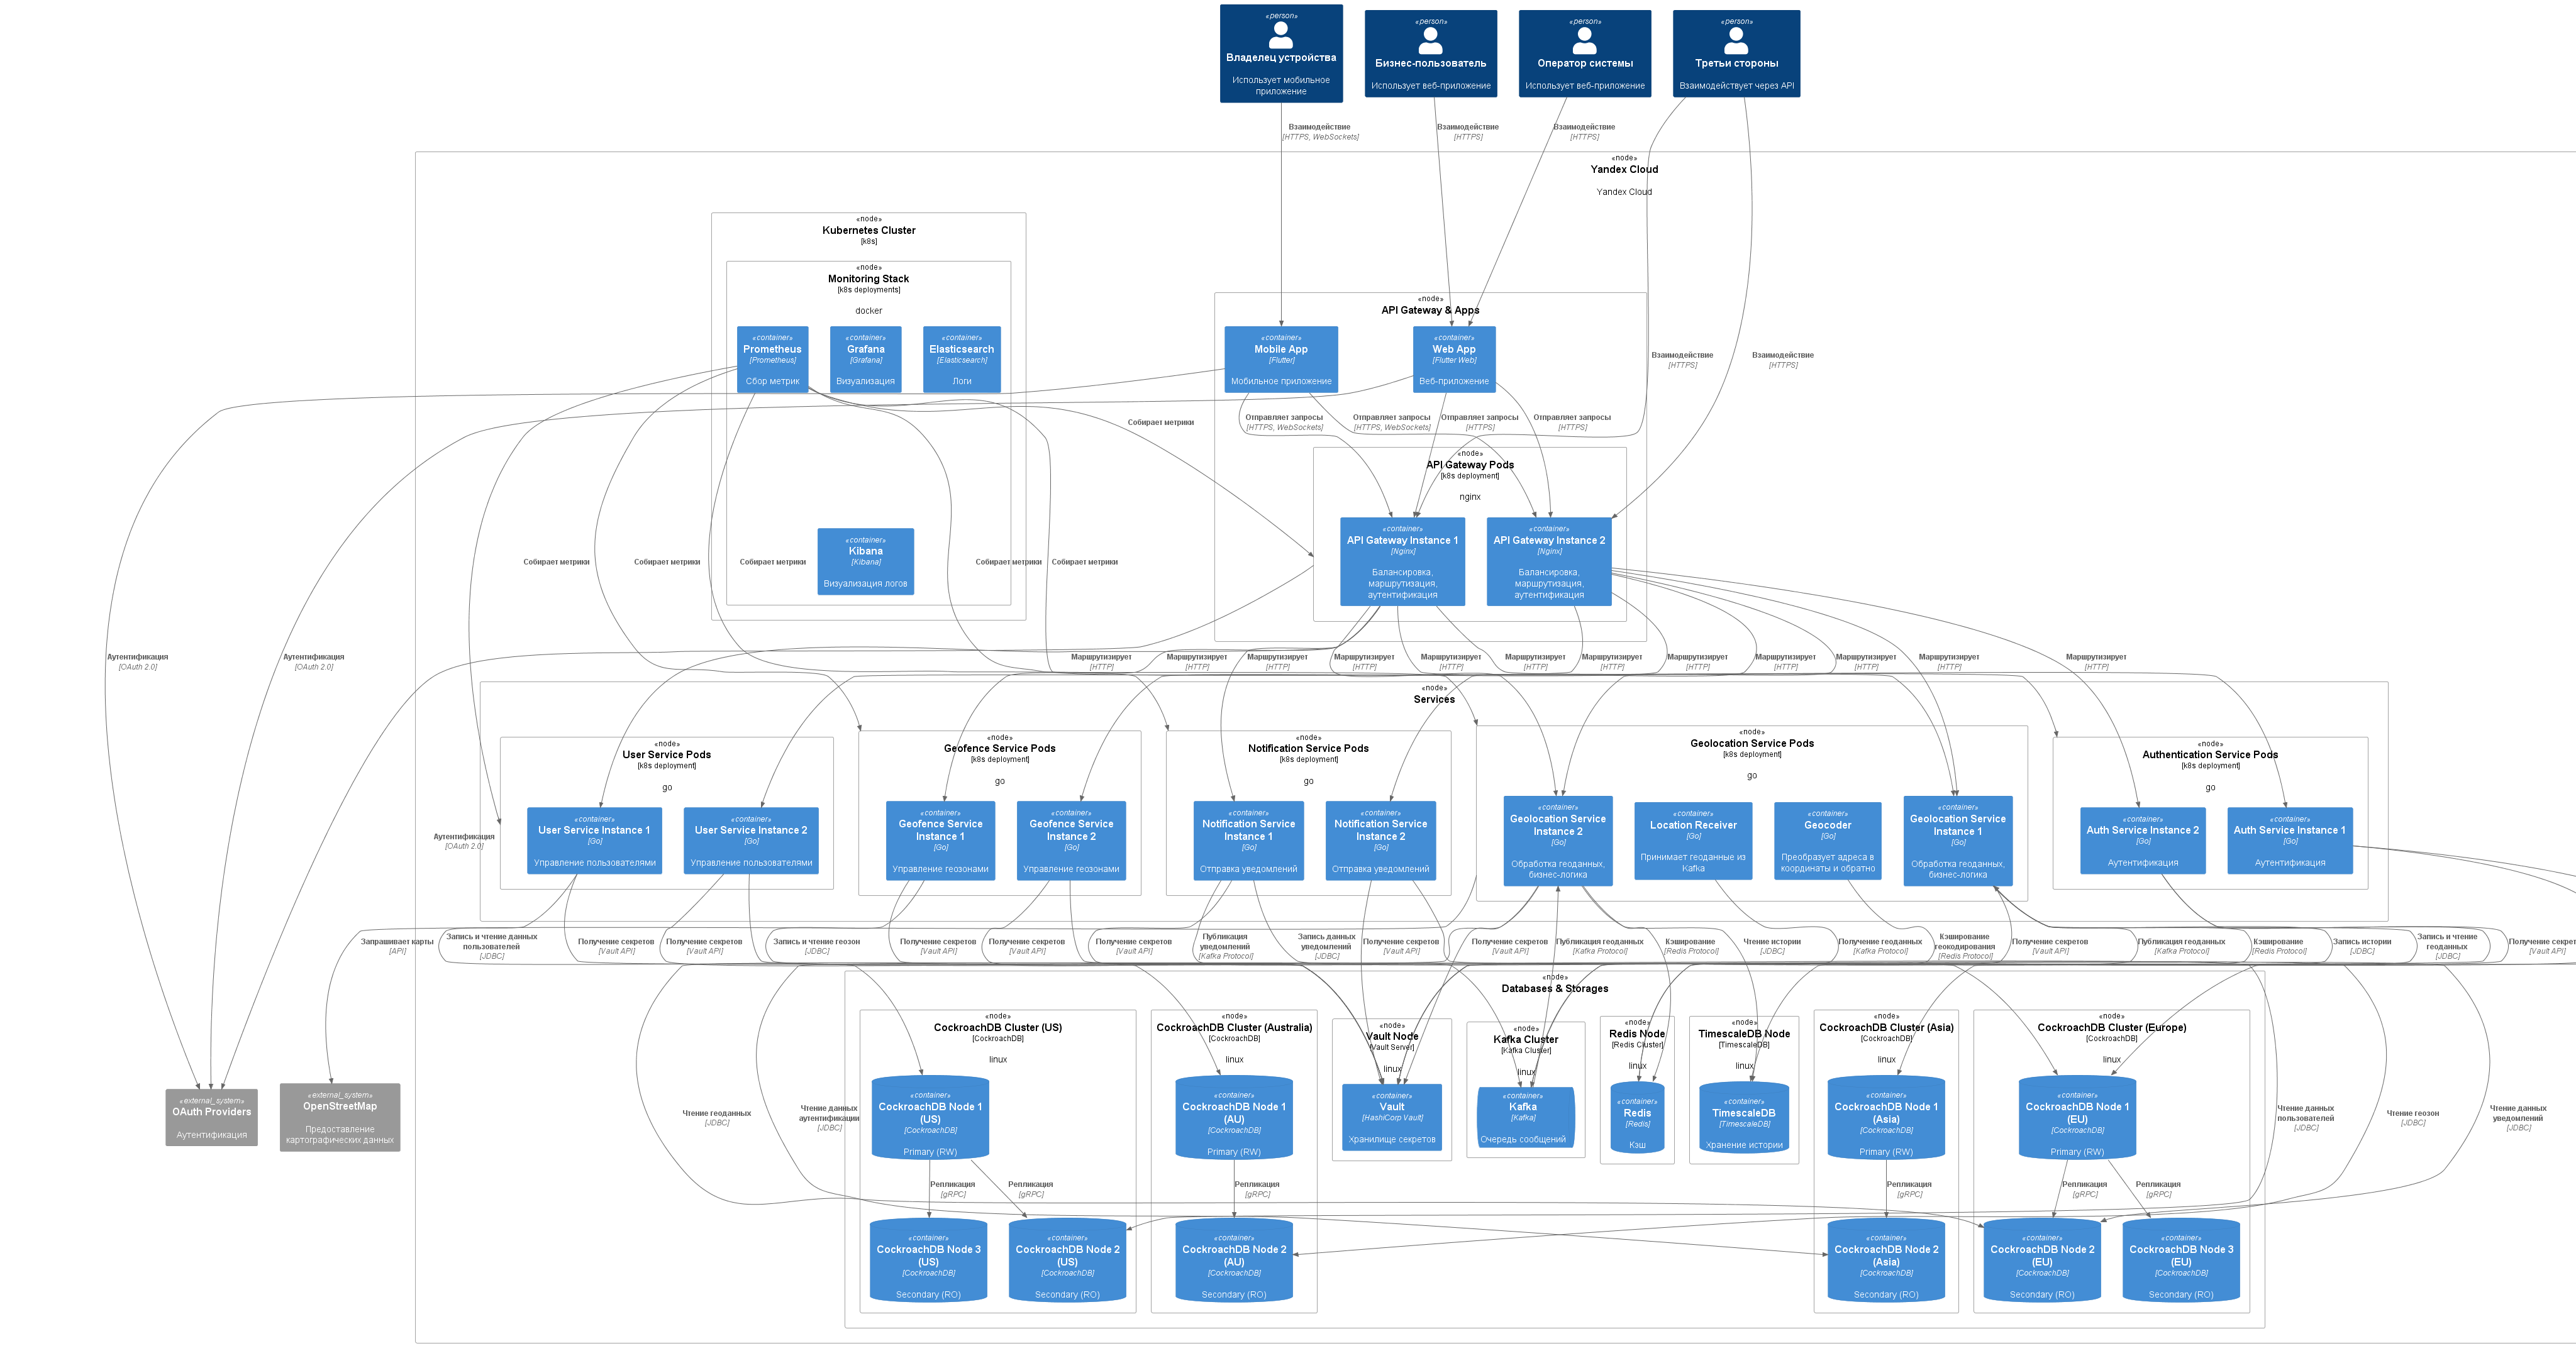 «person»
Владелец устройства
Использует мобильное
приложение
«person»
Бизнес-пользователь
Использует веб-приложение
«person»
Оператор системы
Использует веб-приложение
«person»
Третьи стороны
Взаимодействует через API
Взаимодействие
[HTTPS, WebSockets]
Взаимодействие
[HTTPS]
Взаимодействие
[HTTPS]
«node»
Yandex Cloud
Yandex Cloud
«node»
Kubernetes Cluster
[k8s]
«node»
Monitoring Stack
[k8s deployments]
docker
«container»
Prometheus
[Prometheus]
Сбор метрик
«container»
Grafana
[Grafana]
Визуализация
«container»
Elasticsearch
[Elasticsearch]
Логи
«container»
Kibana
[Kibana]
Визуализация логов
«node»
API Gateway & Apps
«container»
Mobile App
[Flutter]
Мобильное приложение
«container»
Web App
[Flutter Web]
Веб-приложение
Взаимодействие
[HTTPS]
Взаимодействие
[HTTPS]
Собирает метрики
Отправляет запросы
[HTTPS, WebSockets]
Отправляет запросы
[HTTPS, WebSockets]
Отправляет запросы
[HTTPS]
Отправляет запросы
[HTTPS]
«node»
API Gateway Pods
[k8s deployment]
nginx
«container»
API Gateway Instance 1
[Nginx]
Балансировка,
маршрутизация,
аутентификация
«container»
API Gateway Instance 2
[Nginx]
Балансировка,
маршрутизация,
аутентификация
Собирает метрики
Собирает метрики
Собирает метрики
Собирает метрики
Собирает метрики
Аутентификация
[OAuth 2.0]
Аутентификация
[OAuth 2.0]
Маршрутизирует
[HTTP]
Маршрутизирует
[HTTP]
Маршрутизирует
[HTTP]
Маршрутизирует
[HTTP]
Маршрутизирует
[HTTP]
Маршрутизирует
[HTTP]
Маршрутизирует
[HTTP]
Маршрутизирует
[HTTP]
Маршрутизирует
[HTTP]
Маршрутизирует
[HTTP]
Маршрутизирует
[HTTP]
Маршрутизирует
[HTTP]
«node»
Services
«node»
User Service Pods
[k8s deployment]
go
«container»
User Service Instance 1
[Go]
Управление пользователями
«container»
User Service Instance 2
[Go]
Управление пользователями
«node»
Geofence Service Pods
[k8s deployment]
go
«container»
Geofence Service
Instance 1
[Go]
Управление геозонами
«container»
Geofence Service
Instance 2
[Go]
Управление геозонами
«node»
Notification Service Pods
[k8s deployment]
go
«container»
Notification Service
Instance 1
[Go]
Отправка уведомлений
«container»
Notification Service
Instance 2
[Go]
Отправка уведомлений
«node»
Geolocation Service Pods
[k8s deployment]
go
«container»
Geolocation Service
Instance 2
[Go]
Обработка геоданных,
бизнес-логика
«container»
Location Receiver
[Go]
Принимает геоданные из
Kafka
«container»
Geocoder
[Go]
Преобразует адреса в
координаты и обратно
«container»
Geolocation Service
Instance 1
[Go]
Обработка геоданных,
бизнес-логика
«node»
Authentication Service Pods
[k8s deployment]
go
«container»
Auth Service Instance 2
[Go]
Аутентификация
«container»
Auth Service Instance 1
[Go]
Аутентификация
Аутентификация
[OAuth 2.0]
Запрашивает карты
[API]
Запись и чтение данных
пользователей
[JDBC]
Получение секретов
[Vault API]
Получение секретов
[Vault API]
Запись и чтение геозон
[JDBC]
Получение секретов
[Vault API]
Получение секретов
[Vault API]
Получение секретов
[Vault API]
Публикация
уведомлений
[Kafka Protocol]
Запись данных
уведомлений
[JDBC]
Получение секретов
[Vault API]
Получение секретов
[Vault API]
Публикация геоданных
[Kafka Protocol]
Кэширование
[Redis Protocol]
Чтение истории
[JDBC]
Получение геоданных
[Kafka Protocol]
Кэширование
геокодирования
[Redis Protocol]
Получение секретов
[Vault API]
Публикация геоданных
[Kafka Protocol]
Кэширование
[Redis Protocol]
Запись истории
[JDBC]
Запись и чтение
геоданных
[JDBC]
Получение секрет
[Vault API]
«node»
Databases & Storages
«node»
CockroachDB Cluster (US)
[CockroachDB]
linux
«container»
CockroachDB Node 1
(US)
[CockroachDB]
Primary (RW)
Репликация
[gRPC]
Репликация
[gRPC]
«container»
CockroachDB Node 3
(US)
[CockroachDB]
Secondary (RO)
«container»
CockroachDB Node 2
(US)
[CockroachDB]
Secondary (RO)
«node»
CockroachDB Cluster (Australia)
[CockroachDB]
linux
«container»
CockroachDB Node 1
(AU)
[CockroachDB]
Primary (RW)
Репликация
[gRPC]
«container»
CockroachDB Node 2
(AU)
[CockroachDB]
Secondary (RO)
«node»
Vault Node
[Vault Server]
linux
«container»
Vault
[HashiCorp Vault]
Хранилище секретов
«node»
Kafka Cluster
[Kafka Cluster]
linux
«container»
Kafka
[Kafka]
Очередь сообщений
«node»
Redis Node
[Redis Cluster]
linux
«container»
Redis
[Redis]
Кэш
«node»
TimescaleDB Node
[TimescaleDB]
linux
«container»
TimescaleDB
[TimescaleDB]
Хранение истории
«node»
CockroachDB Cluster (Asia)
[CockroachDB]
linux
«container»
CockroachDB Node 1
(Asia)
[CockroachDB]
Primary (RW)
Репликация
[gRPC]
«container»
CockroachDB Node 2
(Asia)
[CockroachDB]
Secondary (RO)
«node»
CockroachDB Cluster (Europe)
[CockroachDB]
linux
«container»
CockroachDB Node 1
(EU)
[CockroachDB]
Primary (RW)
Репликация
[gRPC]
Репликация
[gRPC]
«container»
CockroachDB Node 2
(EU)
[CockroachDB]
Secondary (RO)
«container»
CockroachDB Node 3
(EU)
[CockroachDB]
Secondary (RO)
Чтение геоданных
[JDBC]
Чтение данных
аутентификации
[JDBC]
Чтение данных
пользователей
[JDBC]
Чтение геозон
[JDBC]
Чтение данных
уведомлений
[JDBC]
«external_system»
OAuth Providers
Аутентификация
«external_system»
OpenStreetMap
Предоставление
картографических данных